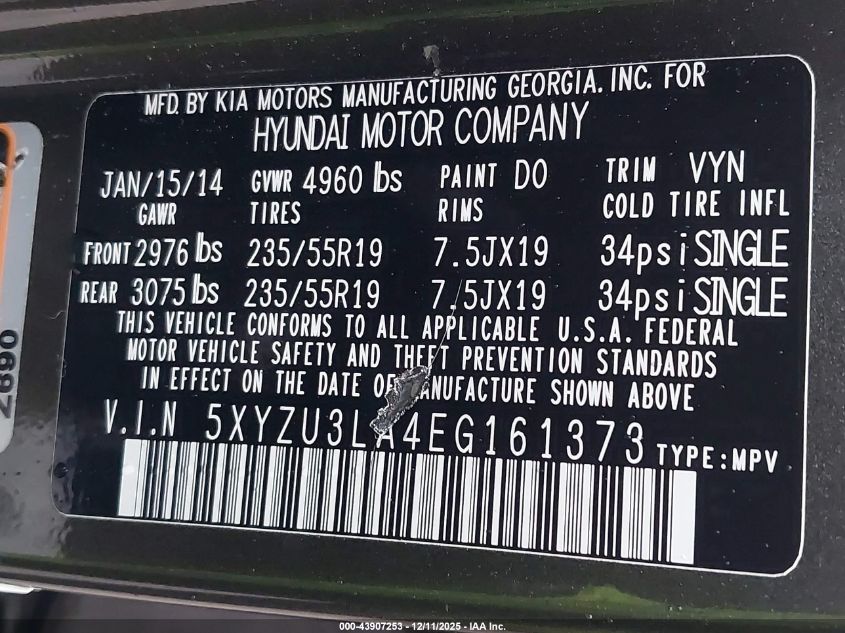 MFD. BY KIA MOTORS MANUFACTURING GEORGIA. INC. FOR
HYUNDAI MOTOR COMPANY
JAN/15/14 GVWR 4960 lbs PAINT DO TRIM VYN
GAWR TIRES RIMS COLD TIRE INFL
FRONT 2976 lbs 235/55R19 7.5JX19 34psi SINGLE
REAR 3075 lbs 235/55R19 7.5JX19 34psi SINGLE
THIS VEHICLE CONFORMS TO ALL APPLICABLE U.S.A. FEDERAL
MOTOR VEHICLE SAFETY AND THEFT PREVENTION STANDARDS
IN EFFECT ON THE DATE OF MANUFACTURE SHOWN ABOVE
V.I.N 5XYZU3LA4EG161373 TYPE:MPV
2690
000-43907253 - 12/11/2025 - IAA Inc.